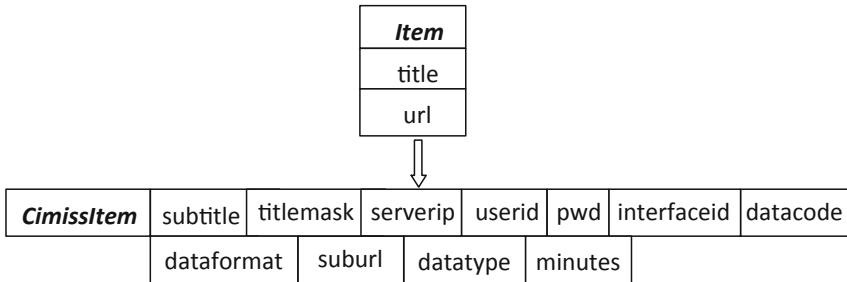 Item
title
url
CimissItem subtitle titlemask serverip userid pwd interfaceid datacode
dataformat suburl datatype minutes